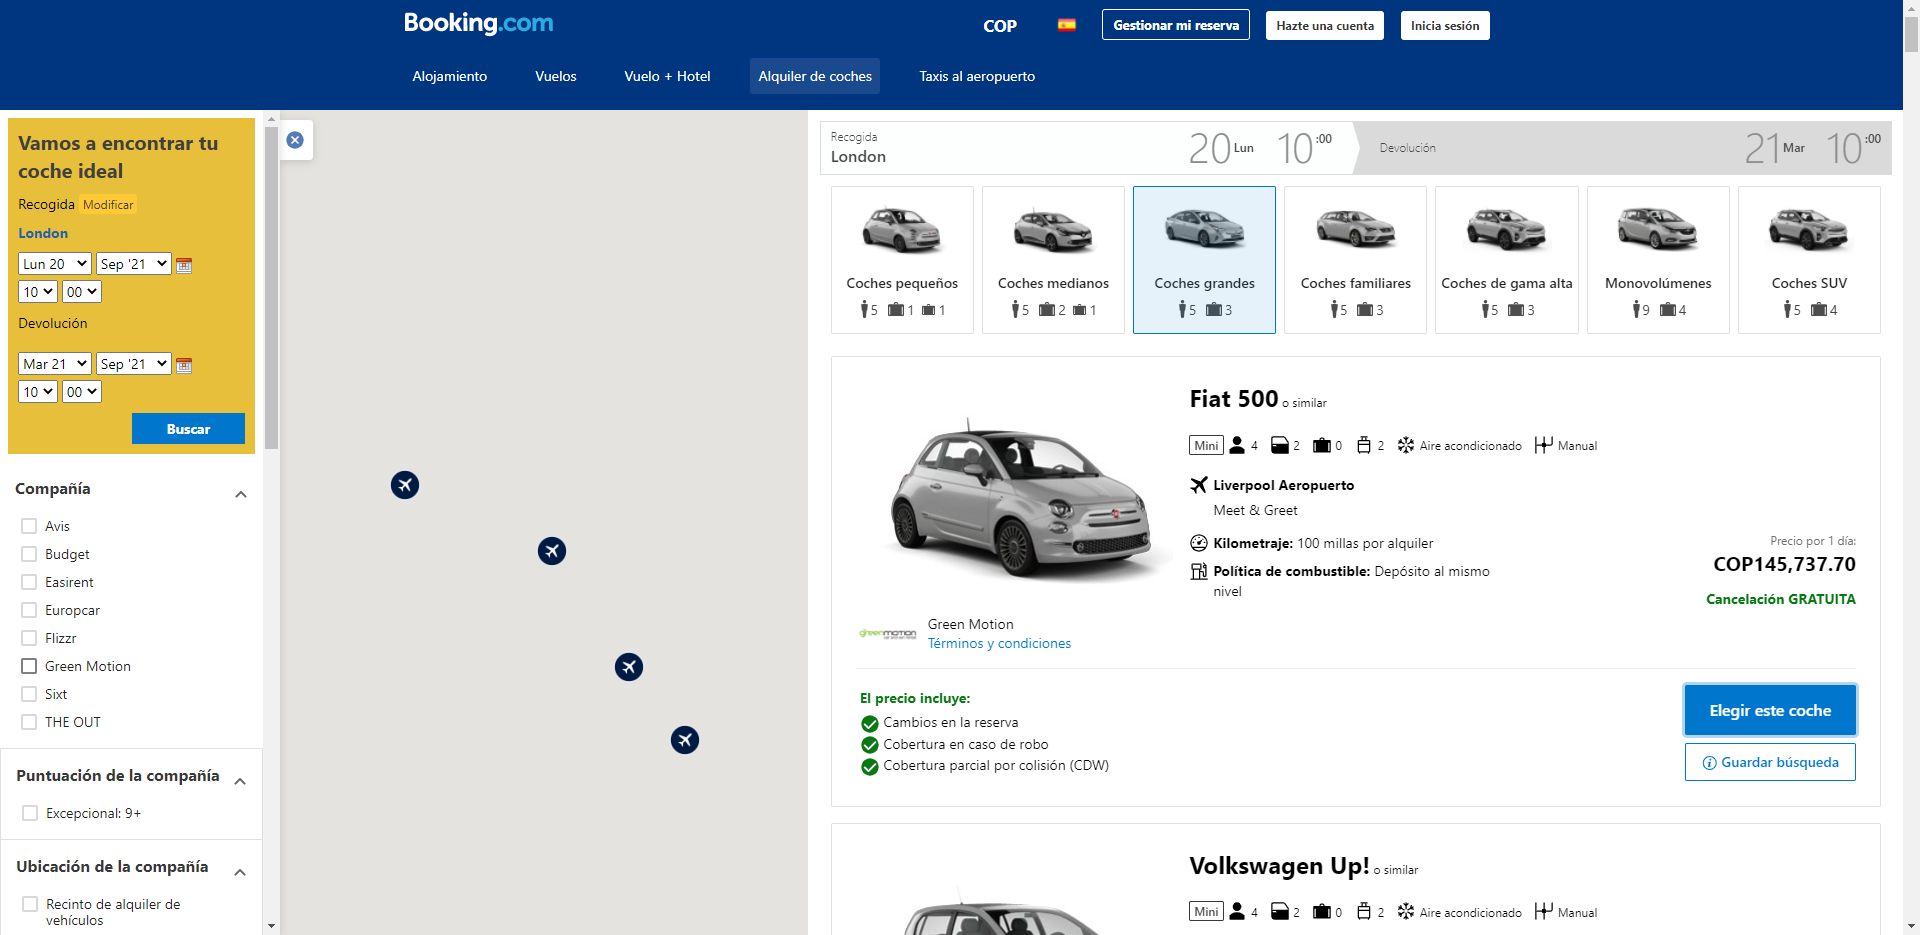 Booking.com
COP
Gestionar mi reserva
Hazte una cuenta
Inicia sesión
Alojamiento
Vuelos
Vuelo + Hotel
Alquiler de coches
Taxis al aeropuerto
Vamos a encontrar tu
coche ideal
Recogida Modificar
London
Lun 20 Sep '21
10 00
Devolución
Mar 21 Sep '21
10 00
Buscar
Compañía
Avis
Budget
Easirent
Europcar
Flizzr
Green Motion
Sixt
THE OUT
Puntuación de la compañía
Excepcional: 9+
Ubicación de la compañía
Recinto de alquiler de
vehículos
Recogida
London
20 Lun 10 :00
Devolución
21 Mar 10 :00
Coches pequeños
5 1 1
Coches medianos
5 2 1
Coches grandes
5 3
Coches familiares
5 3
Coches de gama alta
5 3
Monovolúmenes
9 4
Coches SUV
5 4
Fiat 500 o similar
Mini 4 2 0 2 Aire acondicionado Manual
Liverpool Aeropuerto
Meet & Greet
Kilometraje: 100 millas por alquiler
Política de combustible: Depósito al mismo
nivel
Precio por 1 día:
COP145,737.70
Cancelación GRATUITA
greenmotion
Green Motion
Términos y condiciones
El precio incluye:
Cambios en la reserva
Cobertura en caso de robo
Cobertura parcial por colisión (CDW)
Elegir este coche
Guardar búsqueda
Volkswagen Up! o similar
Mini 4 2 0 2 Aire acondicionado Manual